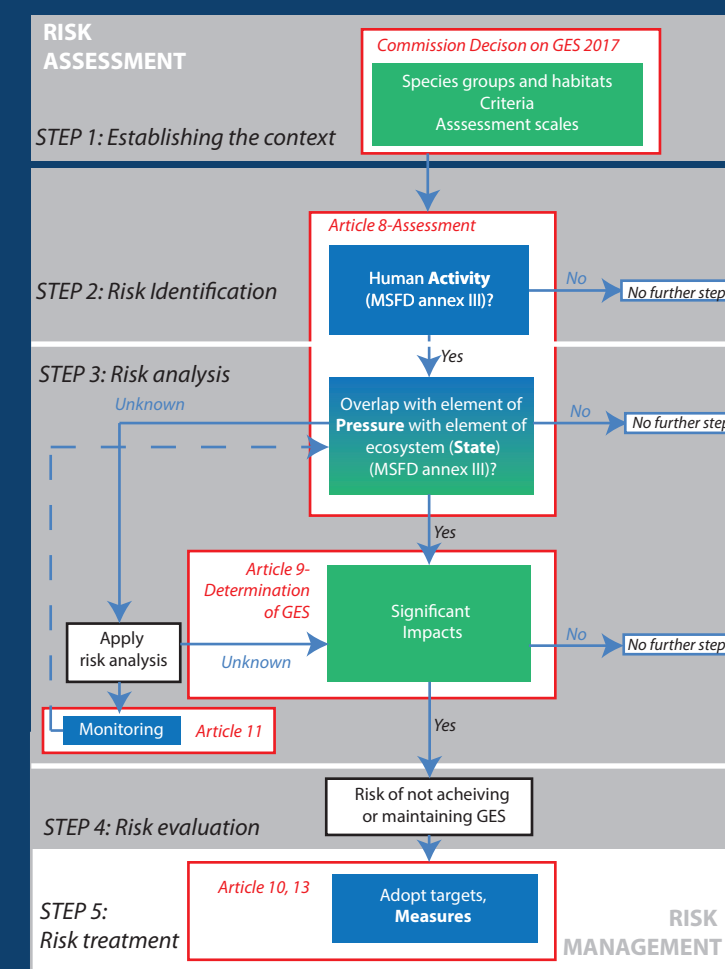 RISK
ASSESSMENT
Commission Decison on GES 2017
Species groups and habitats
Criteria
Asssessment scales
STEP 1: Establishing the context
Article 8-Assessment
STEP 2: Risk Identification
Human Activity
(MSFD annex III)?
No
No further step
Yes
STEP 3: Risk analysis
Unknown
Overlap with element of
Pressure with element of
ecosystem (State)
(MSFD annex III)?
No
No further step
Yes
Article 9-
Determination
of GES
Significant
Impacts
No
No further step
Apply
risk analysis
Unknown
Monitoring
Article 11
Yes
Risk of not acheiving
or maintaining GES
STEP 4: Risk evaluation
Article 10, 13
Adopt targets,
Measures
STEP 5:
Risk treatment
RISK
MANAGEMENT